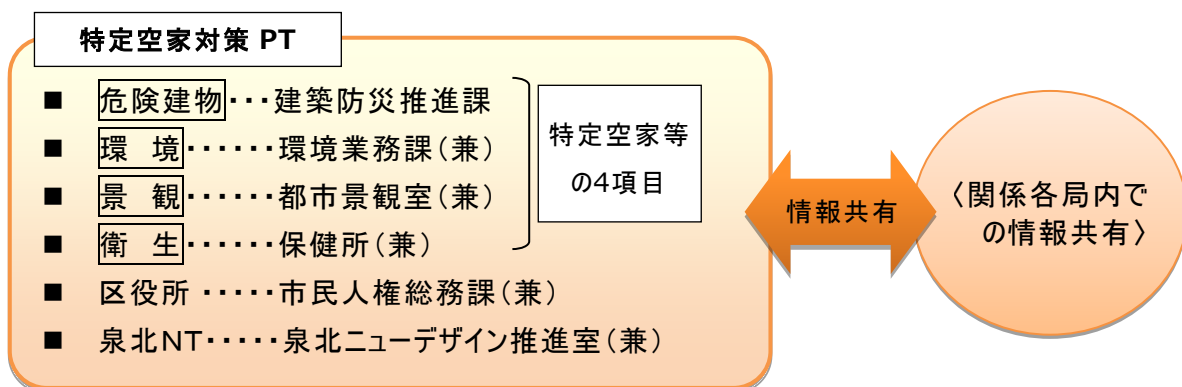 特定空家対策 PT
■ 危険建物・・・建築防災推進課
■ 環 境・・・・・・環境業務課（兼）
■ 景 観・・・・・・都市景観室（兼）
■ 衛 生・・・・・・保健所（兼）
■ 区役所 ・・・・・市民人権総務課（兼）
■ 泉北ＮＴ・・・・・泉北ニューデザイン推進室（兼）
特定空家等
の４項目
情報共有
〈関係各局内で
の情報共有〉